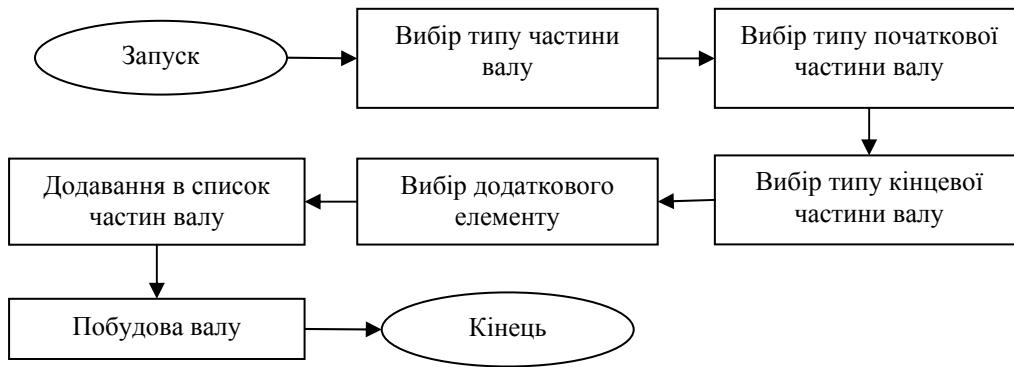 Запуск
Вибір типу частини
валу
Вибір типу початкової
частини валу
Вибір типу кінцевої
частини валу
Вибір додаткового
елементу
Додавання в список
частин валу
Побудова валу
Кінець